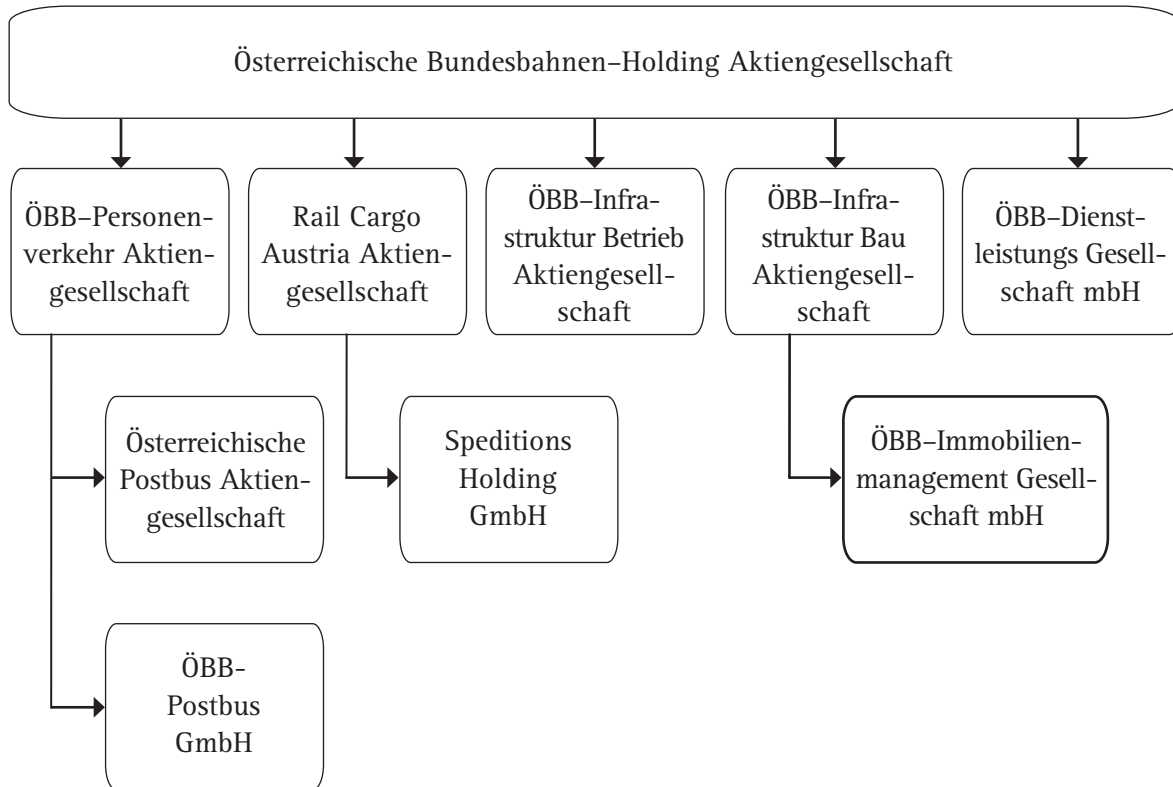 Österreichische Bundesbahnen–Holding Aktiengesellschaft
ÖBB–Personen-
verkehr Aktien-
gesellschaft
Rail Cargo
Austria Aktien-
gesellschaft
ÖBB–Infra-
struktur Betrieb
Aktiengesell-
schaft
ÖBB–Infra-
struktur Bau
Aktiengesell-
schaft
ÖBB–Dienst-
leistungs Gesell-
schaft mbH
Österreichische
Postbus Aktien-
gesellschaft
Speditions
Holding
GmbH
ÖBB–Immobilien-
management Gesell-
schaft mbH
ÖBB–
Postbus
GmbH